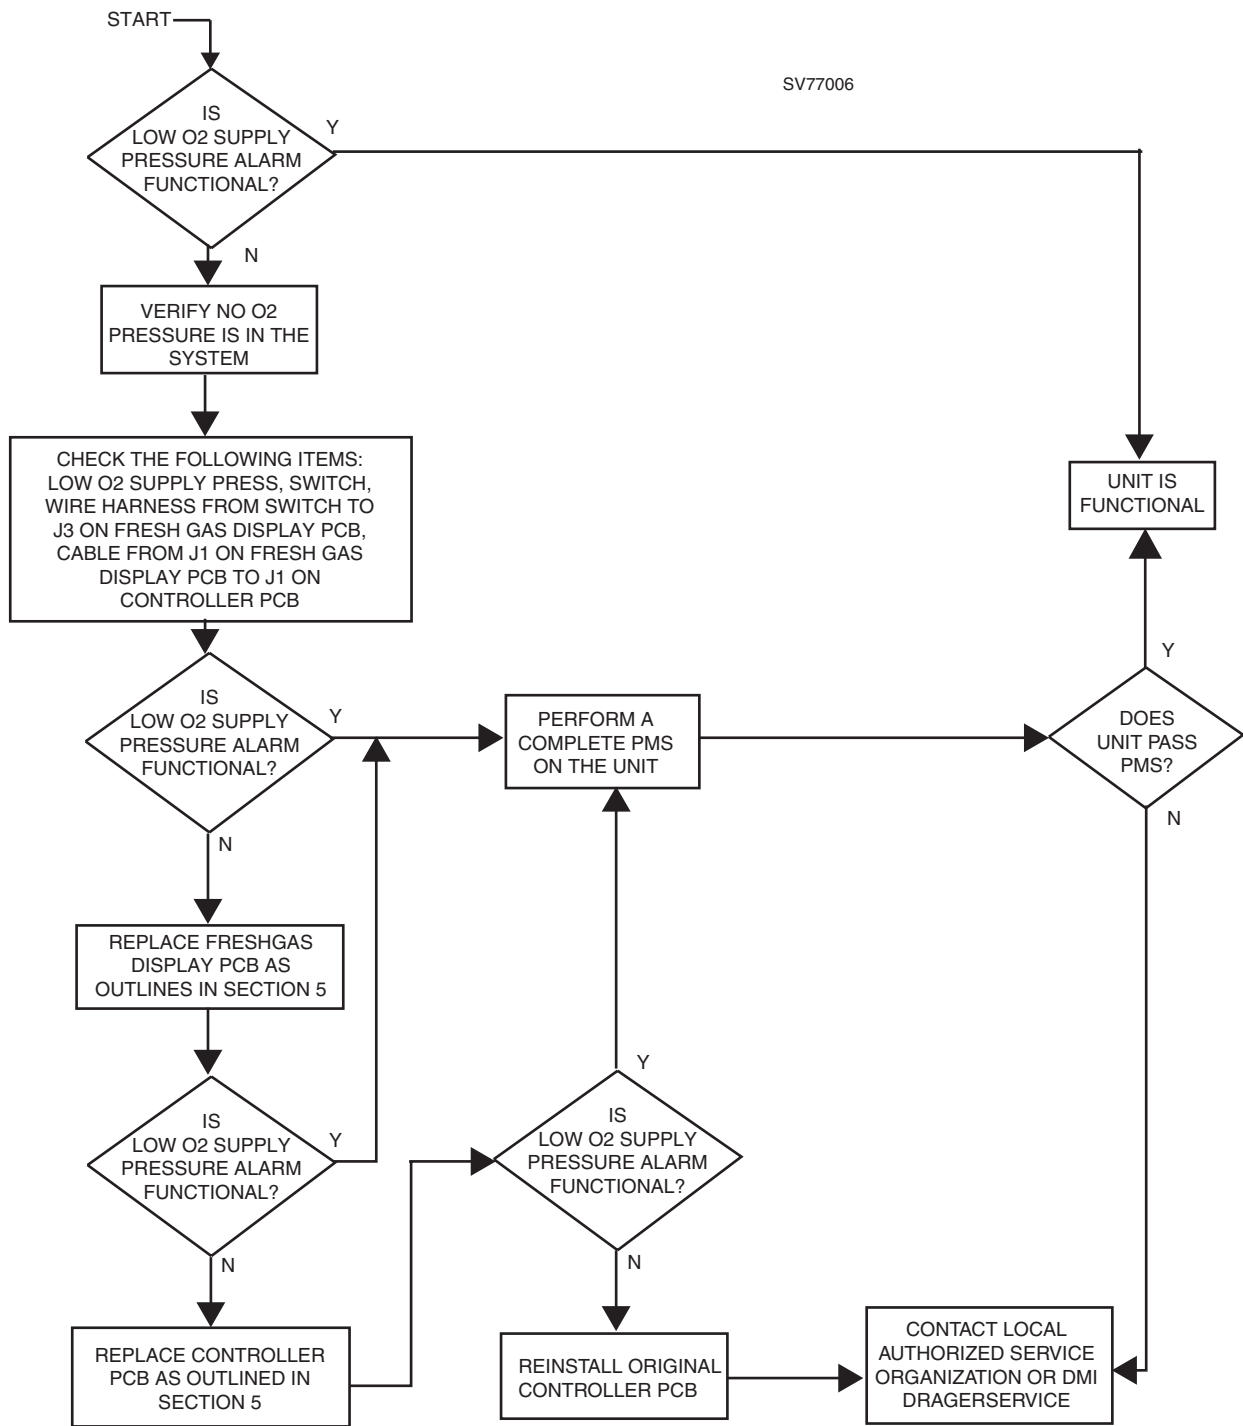 START
SV77006
IS
LOW O2 SUPPLY
PRESSURE ALARM
FUNCTIONAL?
Y
N
VERIFY NO O2
PRESSURE IS IN THE
SYSTEM
CHECK THE FOLLOWING ITEMS:
LOW O2 SUPPLY PRESS, SWITCH,
WIRE HARNESS FROM SWITCH TO
J3 ON FRESH GAS DISPLAY PCB,
CABLE FROM J1 ON FRESH GAS
DISPLAY PCB TO J1 ON
CONTROLLER PCB
UNIT IS
FUNCTIONAL
IS
LOW O2 SUPPLY
PRESSURE ALARM
FUNCTIONAL?
Y
N
PERFORM A
COMPLETE PMS
ON THE UNIT
DOES
UNIT PASS
PMS?
Y
N
REPLACE FRESHGAS
DISPLAY PCB AS
OUTLINES IN SECTION 5
IS
LOW O2 SUPPLY
PRESSURE ALARM
FUNCTIONAL?
Y
N
IS
LOW O2 SUPPLY
PRESSURE ALARM
FUNCTIONAL?
Y
N
REPLACE CONTROLLER
PCB AS OUTLINED IN
SECTION 5
REINSTALL ORIGINAL
CONTROLLER PCB
CONTACT LOCAL
AUTHORIZED SERVICE
ORGANIZATION OR DMI
DRAGERSERVICE